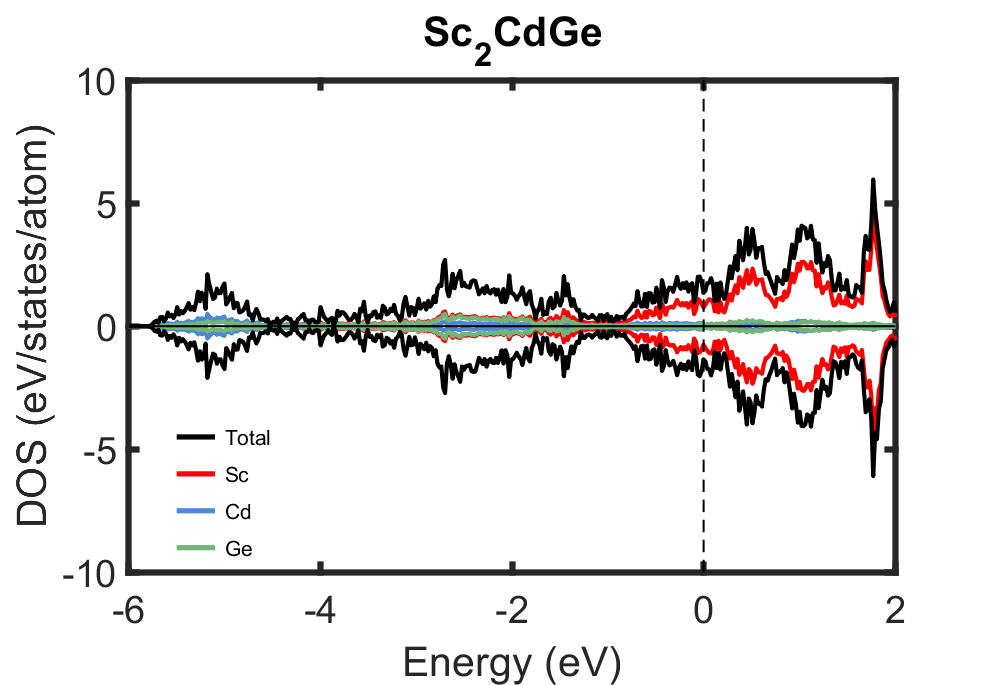 Sc₂CdGe
DOS (eV/states/atom)
10
5
0
-5
-10
Total
Sc
Cd
Ge
-6 -4 -2 0 2
Energy (eV)